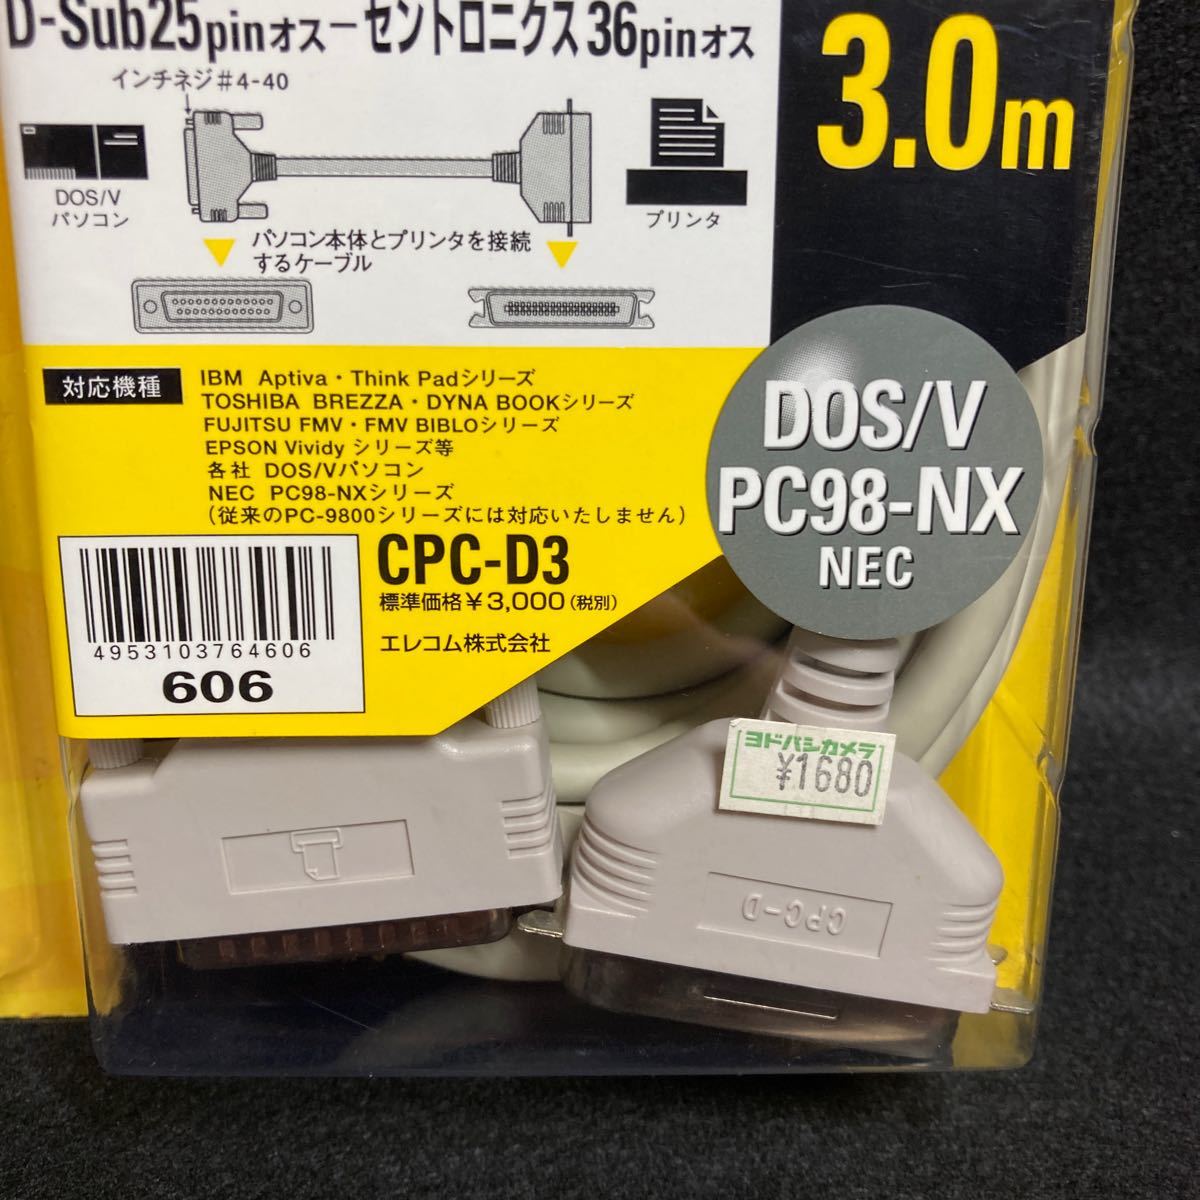 D-Sub25pinオス－セントロニクス36pinオス
3.0m
インチネジ＃4-40
DOS/V
パソコン
プリンタ
パソコン本体とプリンタを接続
するケーブル
対応機種
IBM Aptiva・Think Padシリーズ
TOSHIBA BREZZA・DYNA BOOKシリーズ
FUJITSU FMV・FMV BIBLOシリーズ
EPSON Vividy シリーズ等
各社 DOS/Vパソコン
NEC PC98-NXシリーズ
（従来のPC-9800シリーズには対応いたしません）
DOS/V
PC98-NX
NEC
CPC-D3
標準価格￥3,000（税別）
エレコム株式会社
4953103764606
606
ヨドバシカメラ
¥1680
CPC-D